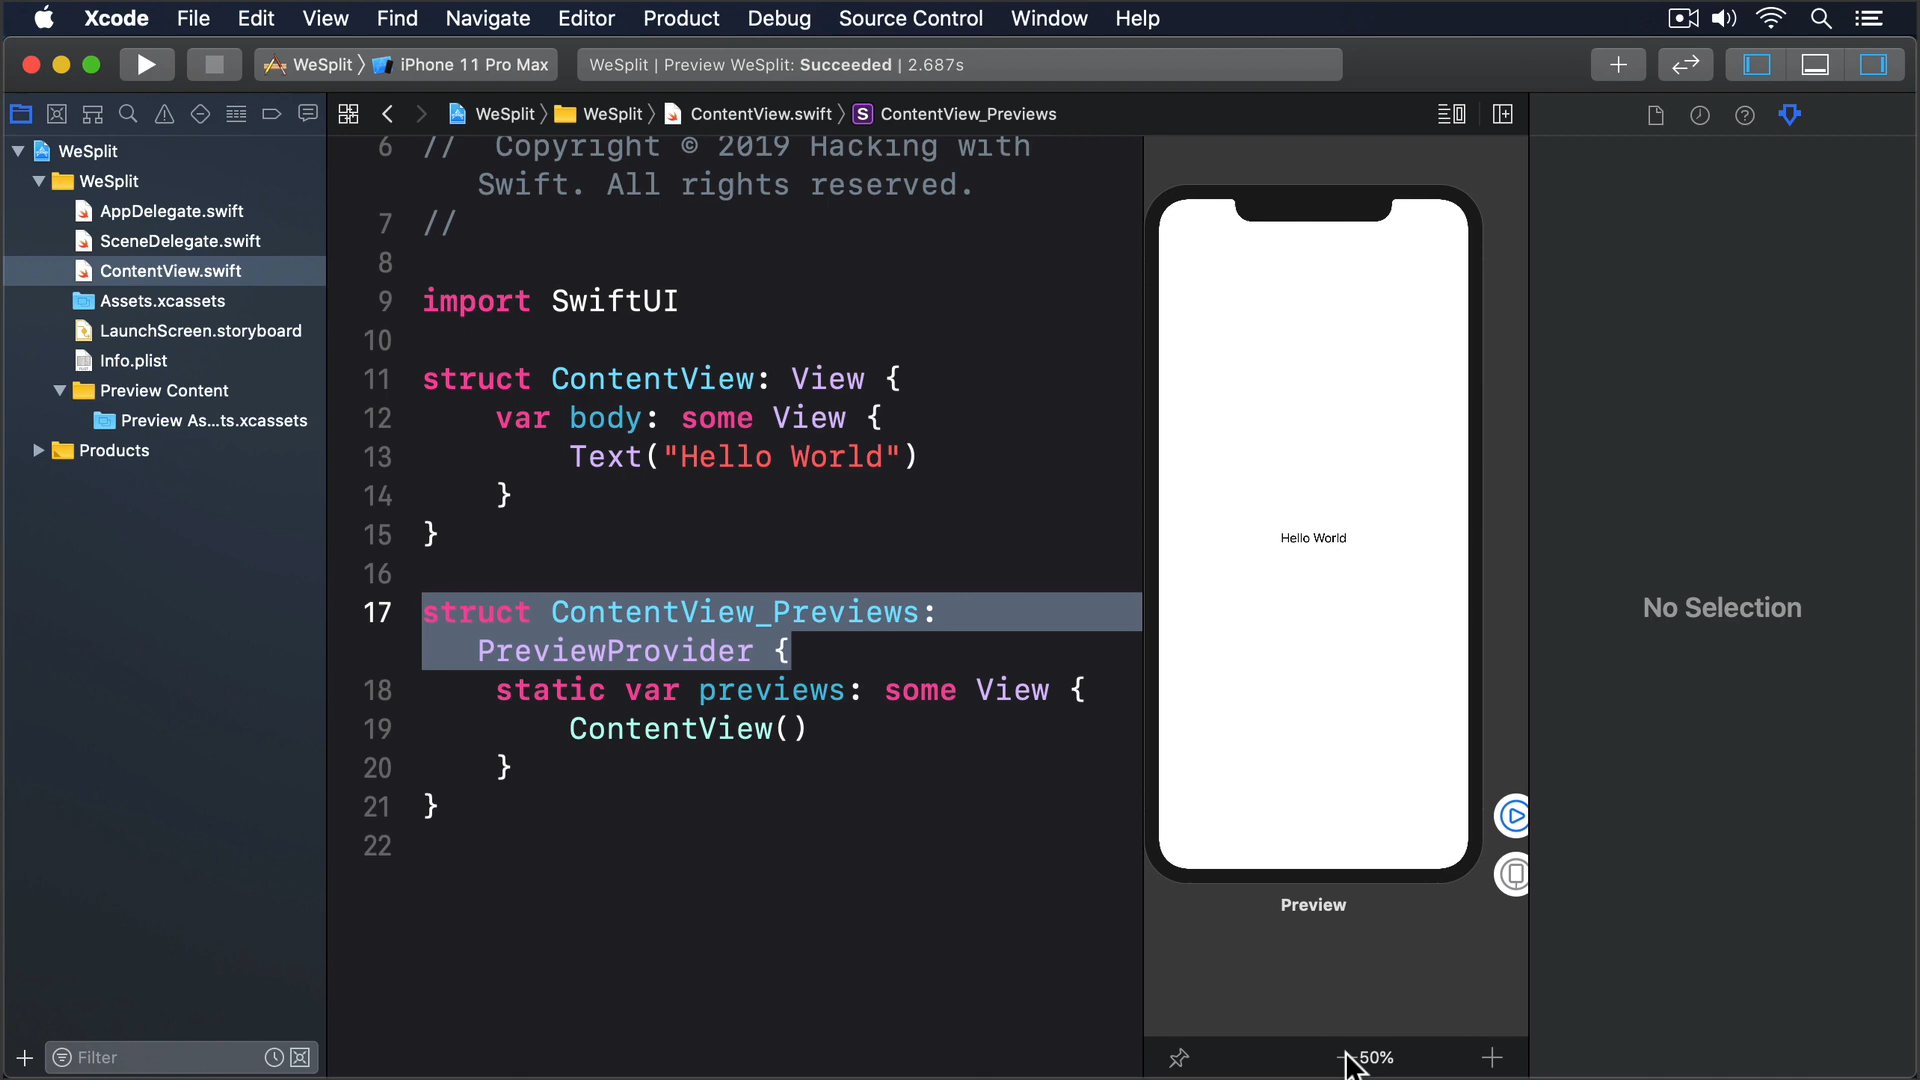 Xcode File Edit View Find Navigate Editor Product Debug Source Control Window Help
WeSplit iPhone 11 Pro Max
WeSplit | Preview WeSplit: Succeeded | 2.687s
WeSplit WeSplit ContentView.swift S ContentView_Previews
WeSplit
WeSplit
AppDelegate.swift
SceneDelegate.swift
ContentView.swift
Assets.xcassets
LaunchScreen.storyboard
Info.plist
Preview Content
Preview As...ts.xcassets
Products
Filter
6 // Copyright © 2019 Hacking with
Swift. All rights reserved.
7 //
8
9 import SwiftUI
10
11 struct ContentView: View {
12 var body: some View {
13 Text("Hello World")
14 }
15 }
16
17 struct ContentView_Previews:
PreviewProvider {
18 static var previews: some View {
19 ContentView()
20 }
21 }
22
Hello World
Preview
50%
No Selection